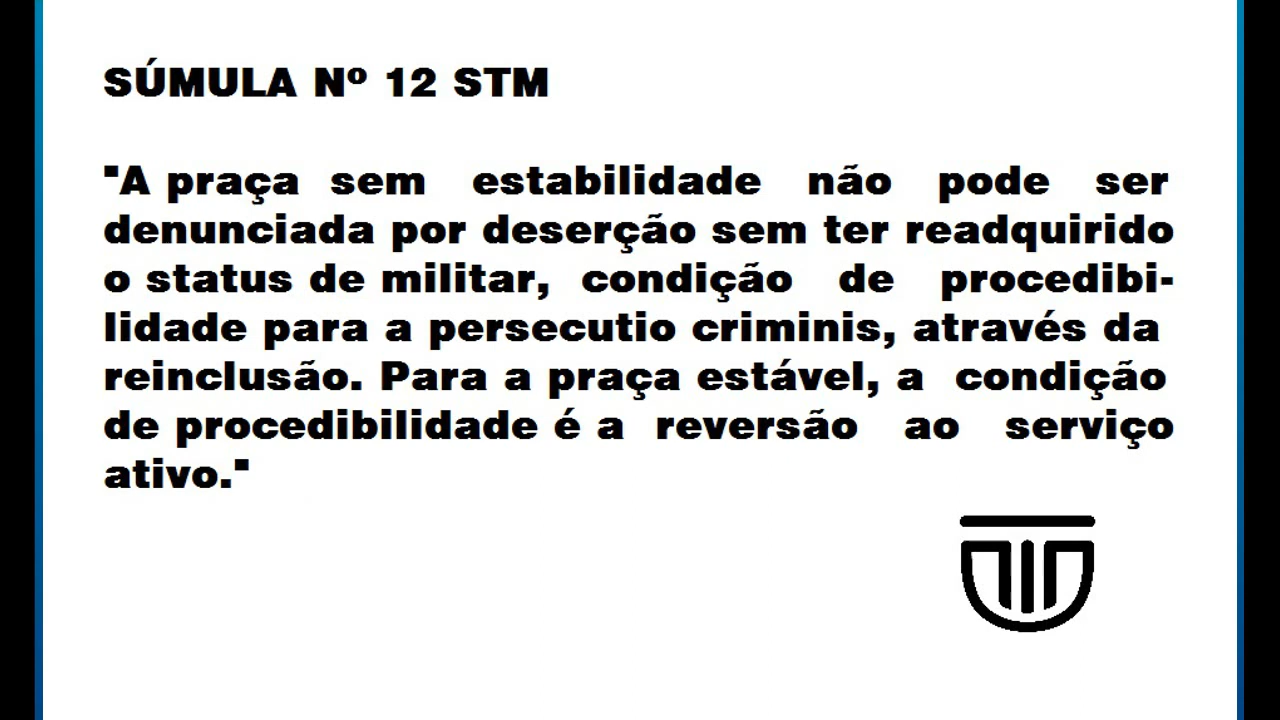 SÚMULA Nº 12 STM
"A praça sem estabilidade não pode ser
denunciada por deserção sem ter readquirido
o status de militar, condição de procedibi-
lidade para a persecutio criminis, através da
reinclusão. Para a praça estável, a condição
de procedibilidade é a reversão ao serviço
ativo."